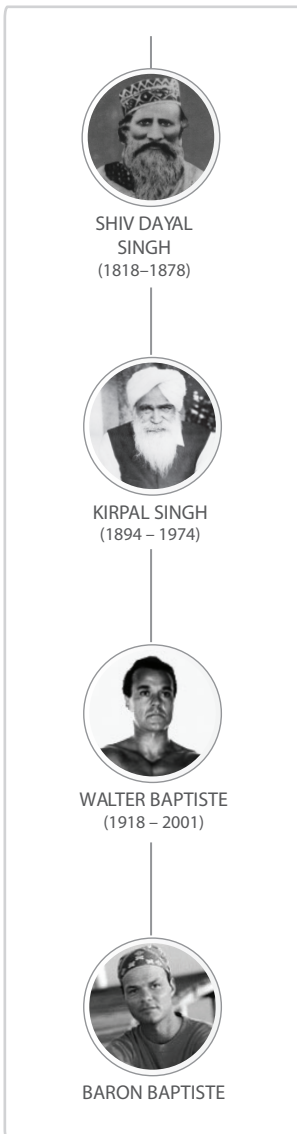 SHIV DAYAL
SINGH
(1818–1878)
KIRPAL SINGH
(1894 – 1974)
WALTER BAPTISTE
(1918 – 2001)
BARON BAPTISTE